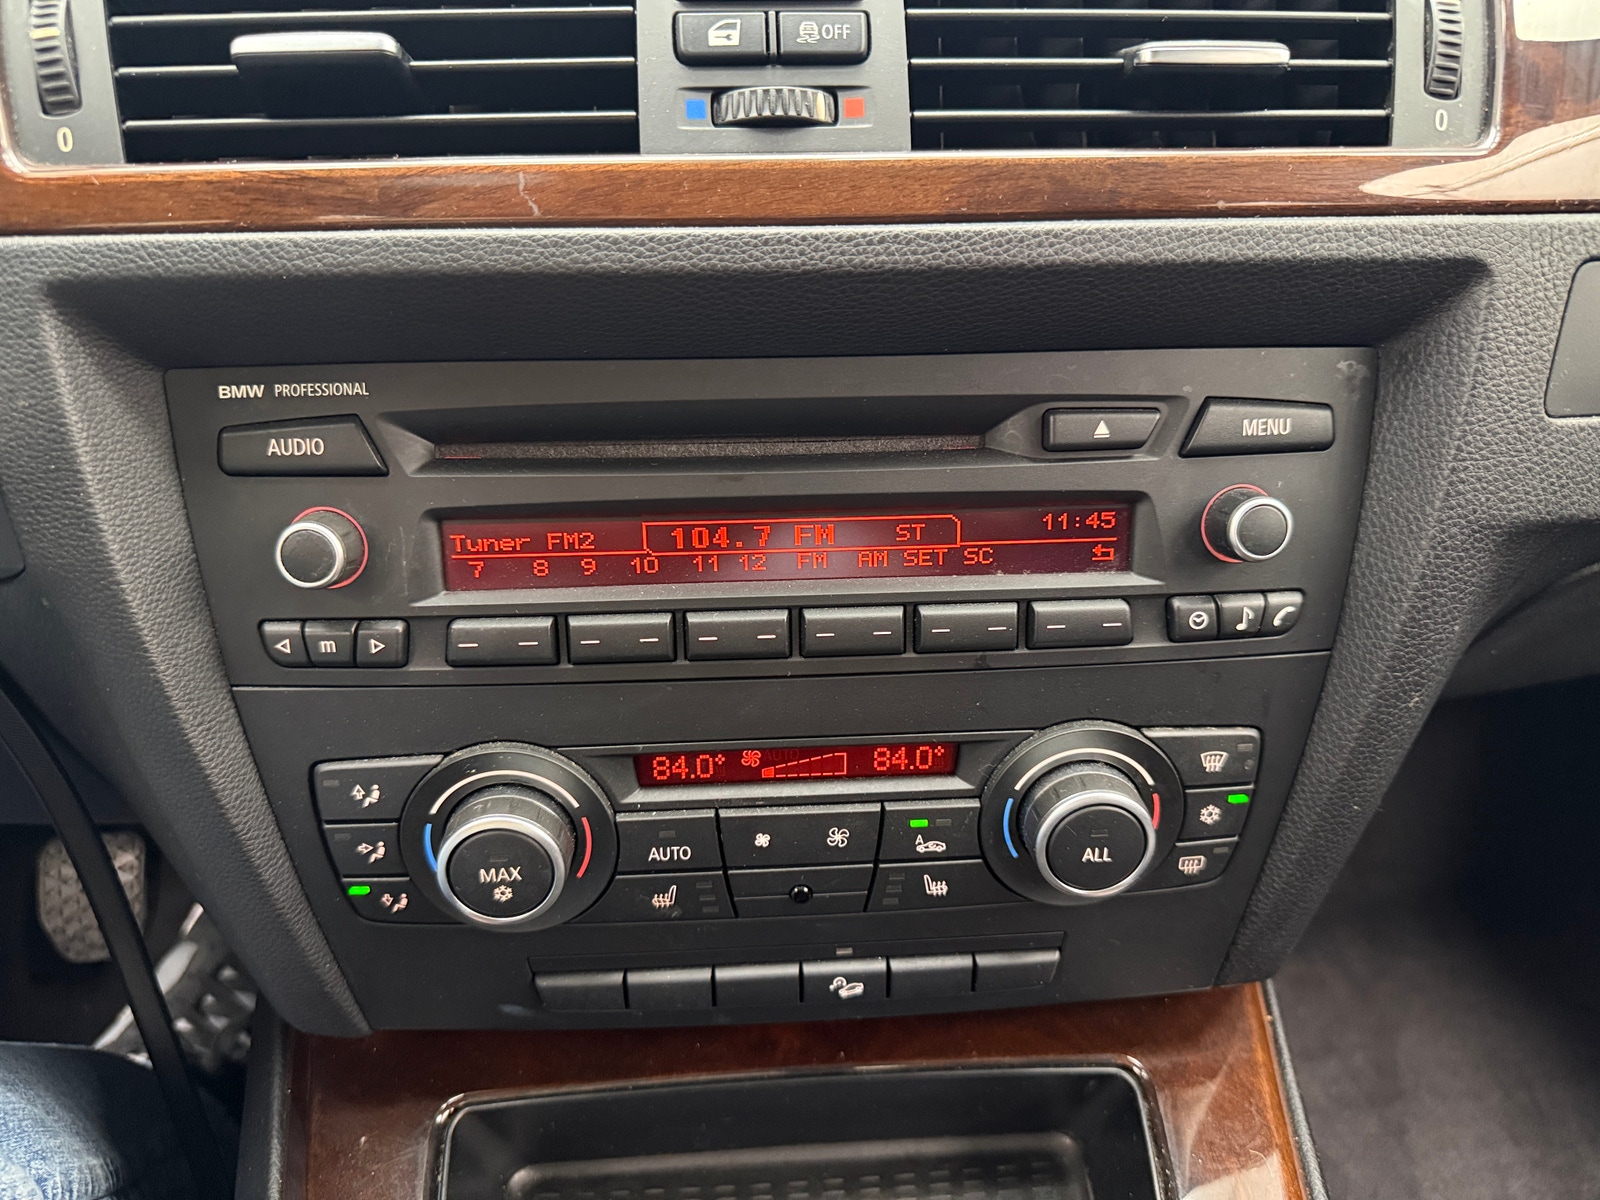 OFF
0
0
BMW PROFESSIONAL
AUDIO
MENU
Tuner FM2
104.7 FM ST
11:45
7 8 9 10 11 12 FM AM SET SC
m
84.0° AUTO 84.0°
MAX
AUTO
A
ALL